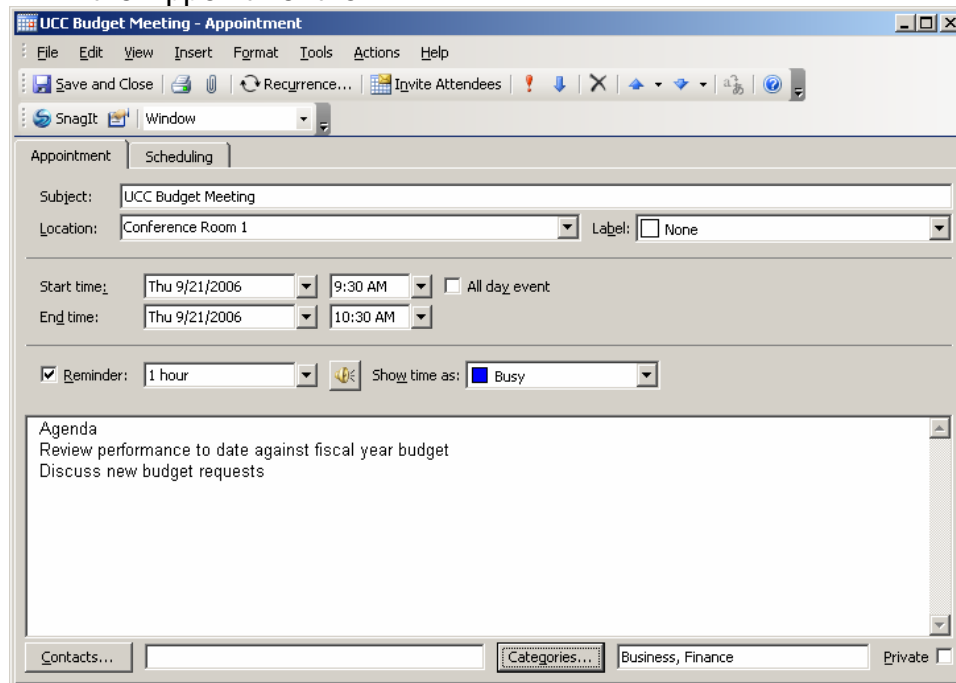 UCC Budget Meeting - Appointment
File Edit View Insert Format Tools Actions Help
Save and Close Recurrence... Invite Attendees
SnagIt Window
Appointment Scheduling
Subject: UCC Budget Meeting
Location: Conference Room 1 Label: None
Start time: Thu 9/21/2006 9:30 AM All day event
End time: Thu 9/21/2006 10:30 AM
Reminder: 1 hour Show time as: Busy
Agenda
Review performance to date against fiscal year budget
Discuss new budget requests
Contacts... Categories... Business, Finance Private